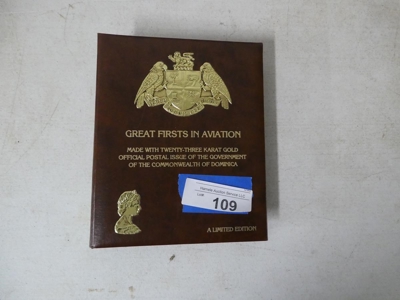 GREAT FIRSTS IN AVIATION
MADE WITH TWENTY-THREE KARAT GOLD
OFFICIAL POSTAL ISSUE OF THE GOVERNMENT
OF THE COMMONWEALTH OF DOMINICA
109
A LIMITED EDITION